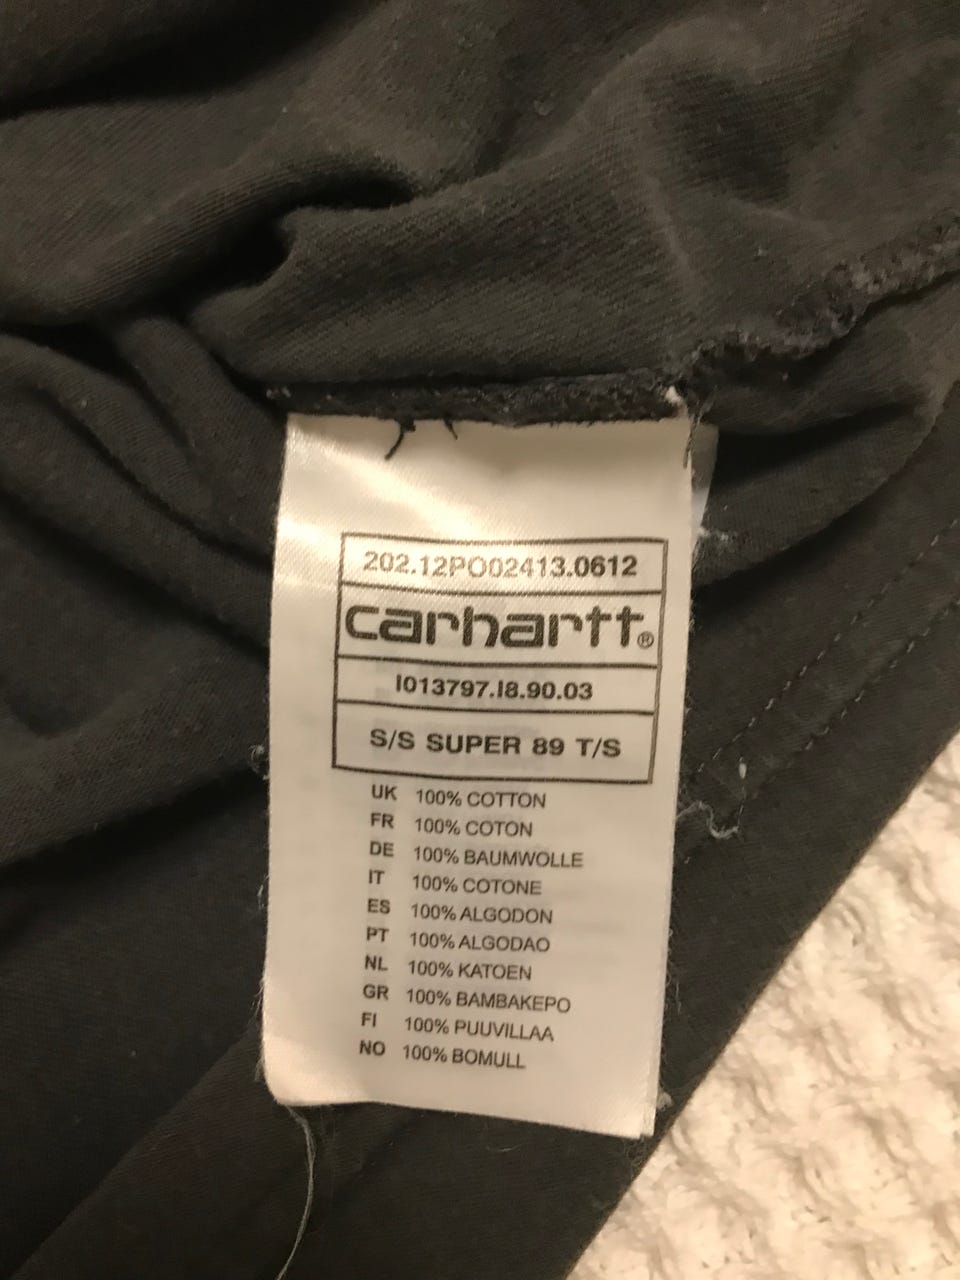 202.12PO02413.0612
carhartt®
I013797.I8.90.03
S/S SUPER 89 T/S
UK 100% COTTON
FR 100% COTON
DE 100% BAUMWOLLE
IT 100% COTONE
ES 100% ALGODON
PT 100% ALGODAO
NL 100% KATOEN
GR 100% BAMBAKEPO
FI 100% PUUVILLAA
NO 100% BOMULL